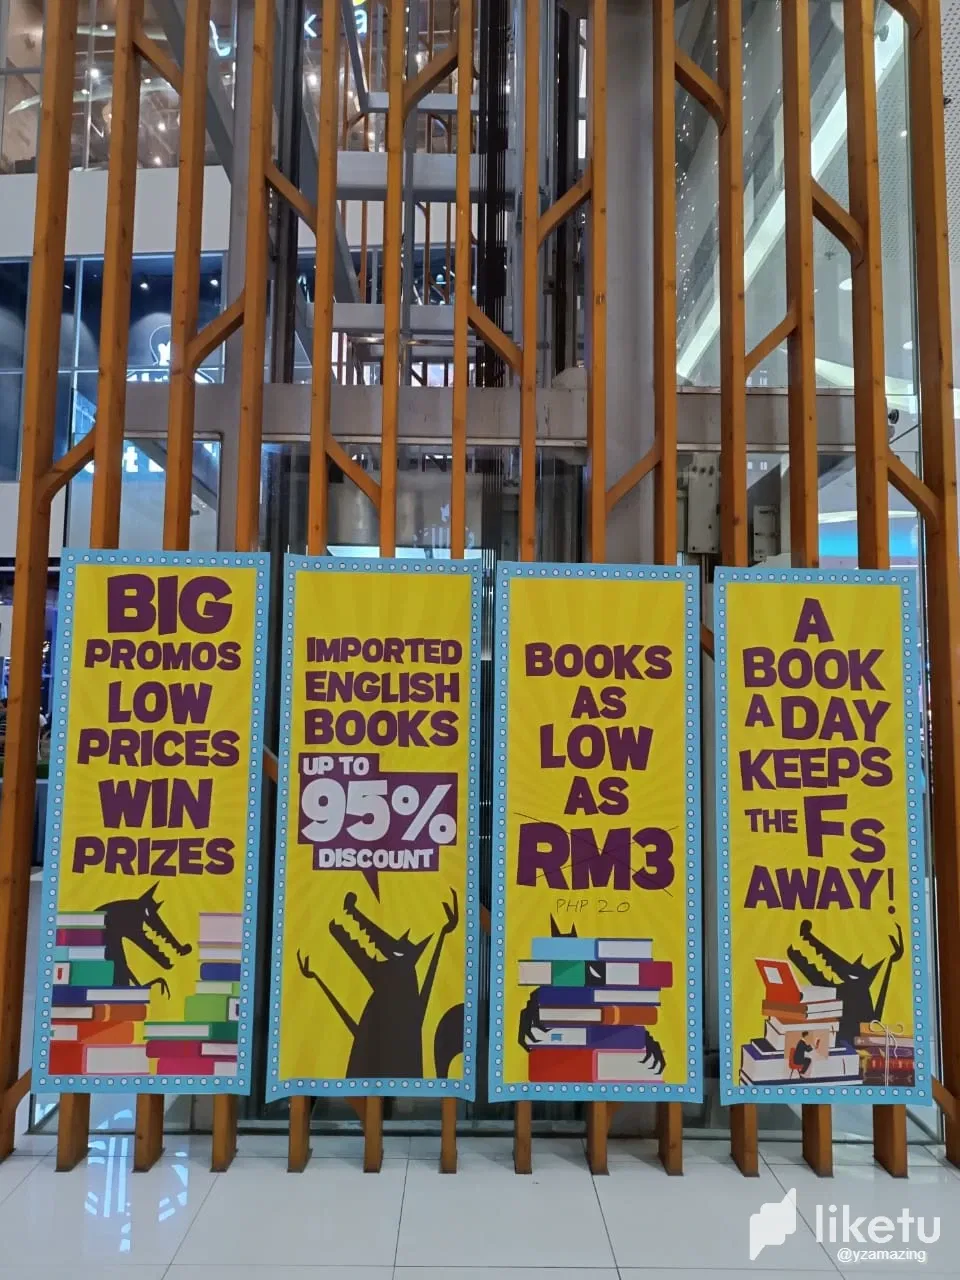 BIG
PROMOS
LOW
PRICES
WIN
PRIZES
IMPORTED
ENGLISH
BOOKS
UP TO
95%
DISCOUNT
BOOKS
AS
LOW
AS
RM3
PHP 20
A
BOOK
A DAY
KEEPS
THE Fs
AWAY!
liketu
@yzamazing